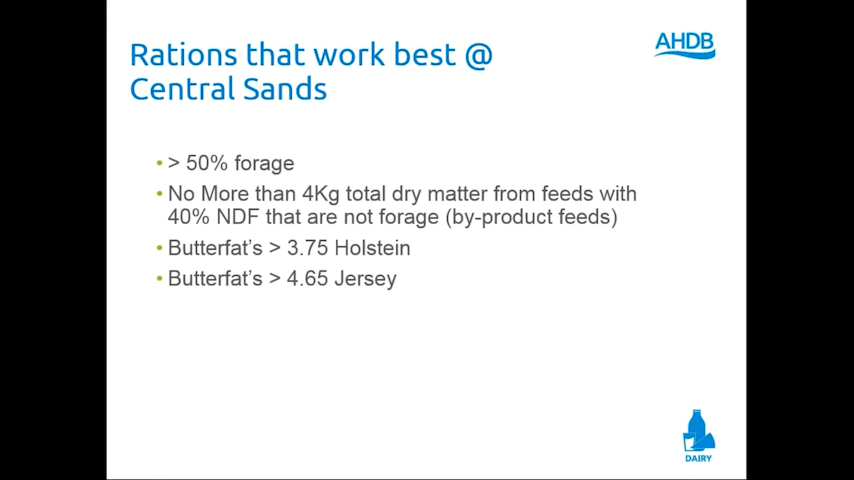 AHDB
Rations that work best @
Central Sands
• > 50% forage
• No More than 4Kg total dry matter from feeds with
40% NDF that are not forage (by-product feeds)
• Butterfat's > 3.75 Holstein
• Butterfat's > 4.65 Jersey
DAIRY